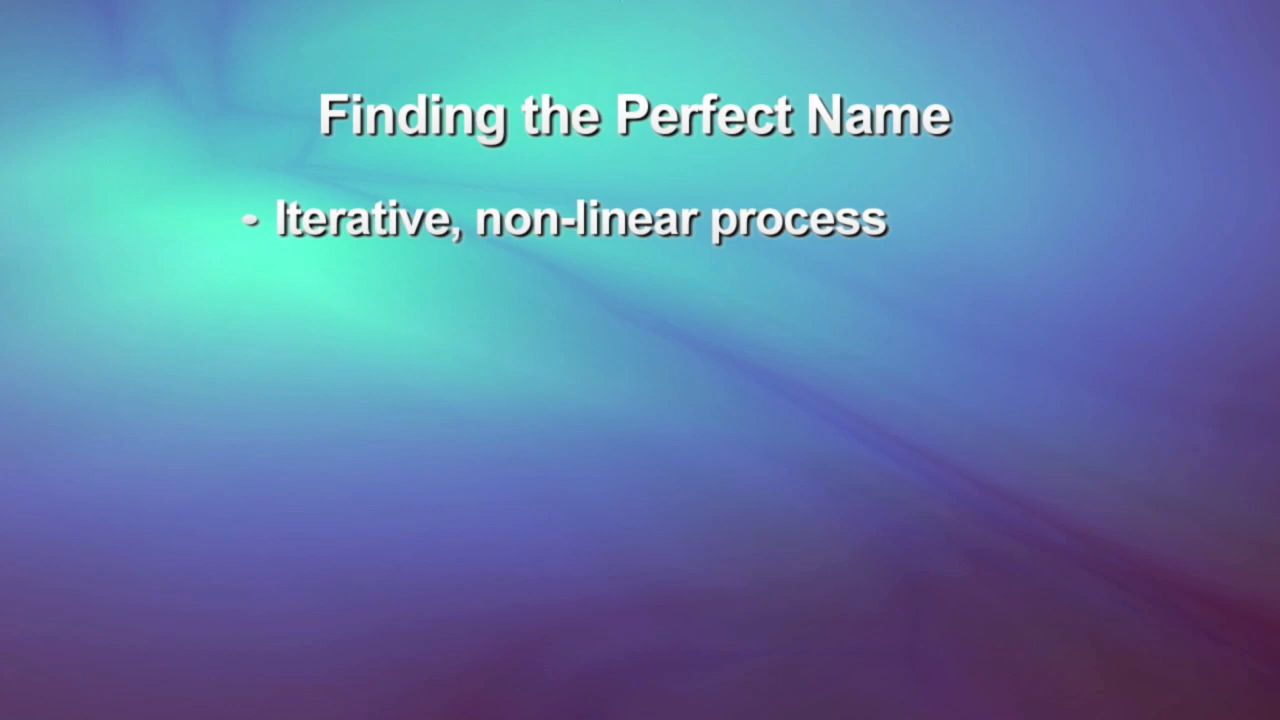 Finding the Perfect Name
• Iterative, non-linear process